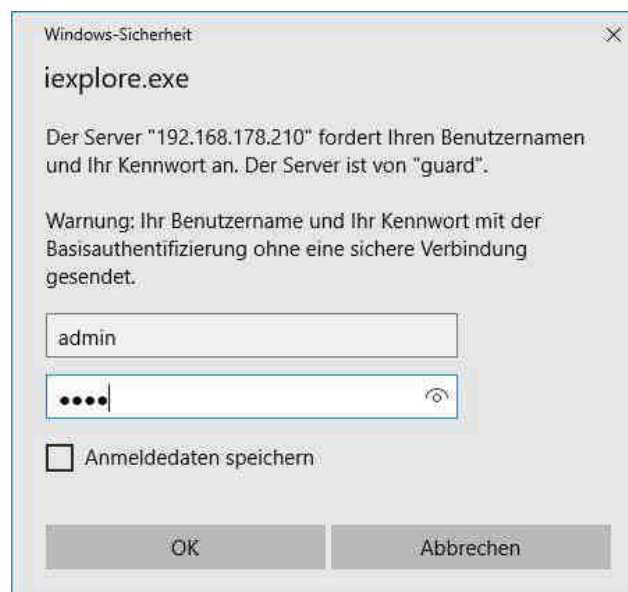 Windows-Sicherheit
iexplore.exe
Der Server "192.168.178.210" fordert Ihren Benutzernamen
und Ihr Kennwort an. Der Server ist von "guard".
Warnung: Ihr Benutzername und Ihr Kennwort mit der
Basisauthentifizierung ohne eine sichere Verbindung
gesendet.
admin
••••
Anmeldedaten speichern
OK
Abbrechen